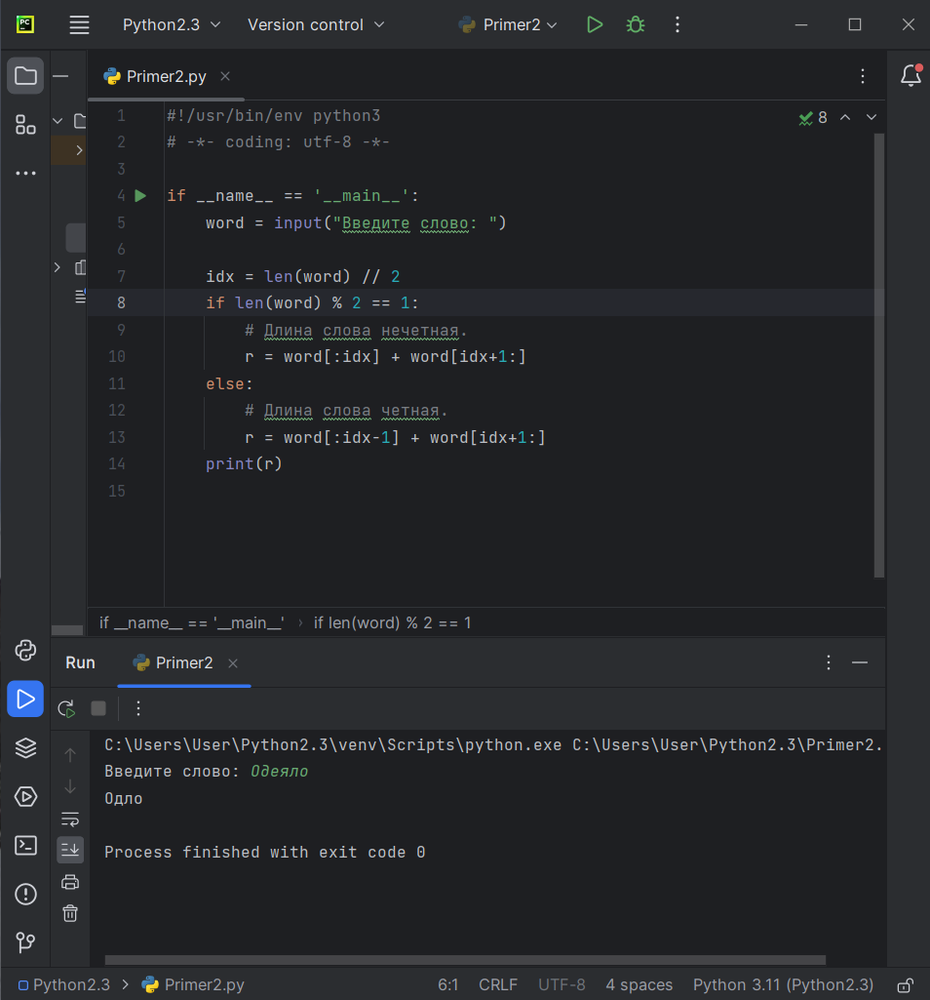 PC
Python2.3 Version control Primer2
Primer2.py
8
1 #!/usr/bin/env python3
2 # -*- coding: utf-8 -*-
3
4 if __name__ == '__main__':
5     word = input("Введите слово: ")
6
7     idx = len(word) // 2
8     if len(word) % 2 == 1:
9         # Длина слова нечетная.
10         r = word[:idx] + word[idx+1:]
11     else:
12         # Длина слова четная.
13         r = word[:idx-1] + word[idx+1:]
14     print(r)
15
if __name__ == '__main__' › if len(word) % 2 == 1
Run Primer2
C:\Users\User\Python2.3\venv\Scripts\python.exe C:\Users\User\Python2.3\Primer2.
Введите слово: Одеяло
Одло
Process finished with exit code 0
Python2.3 > Primer2.py 6:1 CRLF UTF-8 4 spaces Python 3.11 (Python2.3)